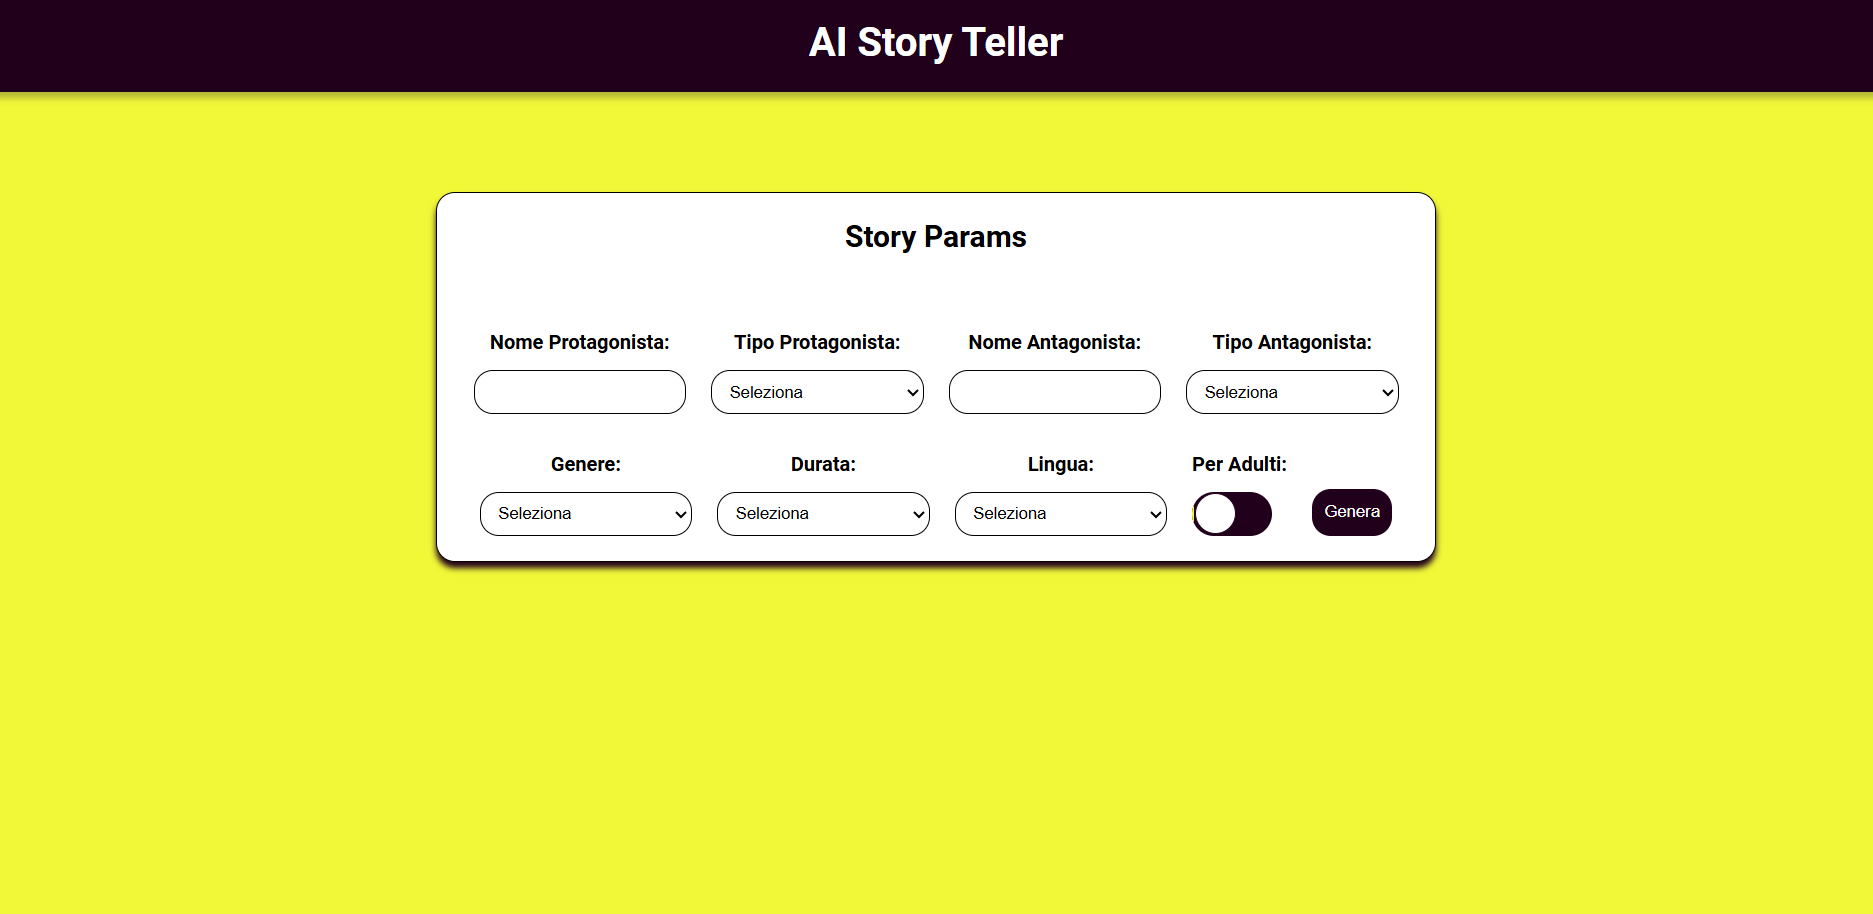 AI Story Teller
Story Params
Nome Protagonista: Tipo Protagonista: Nome Antagonista: Tipo Antagonista:
Seleziona Seleziona
Genere: Durata: Lingua: Per Adulti:
Seleziona Seleziona Seleziona Genera